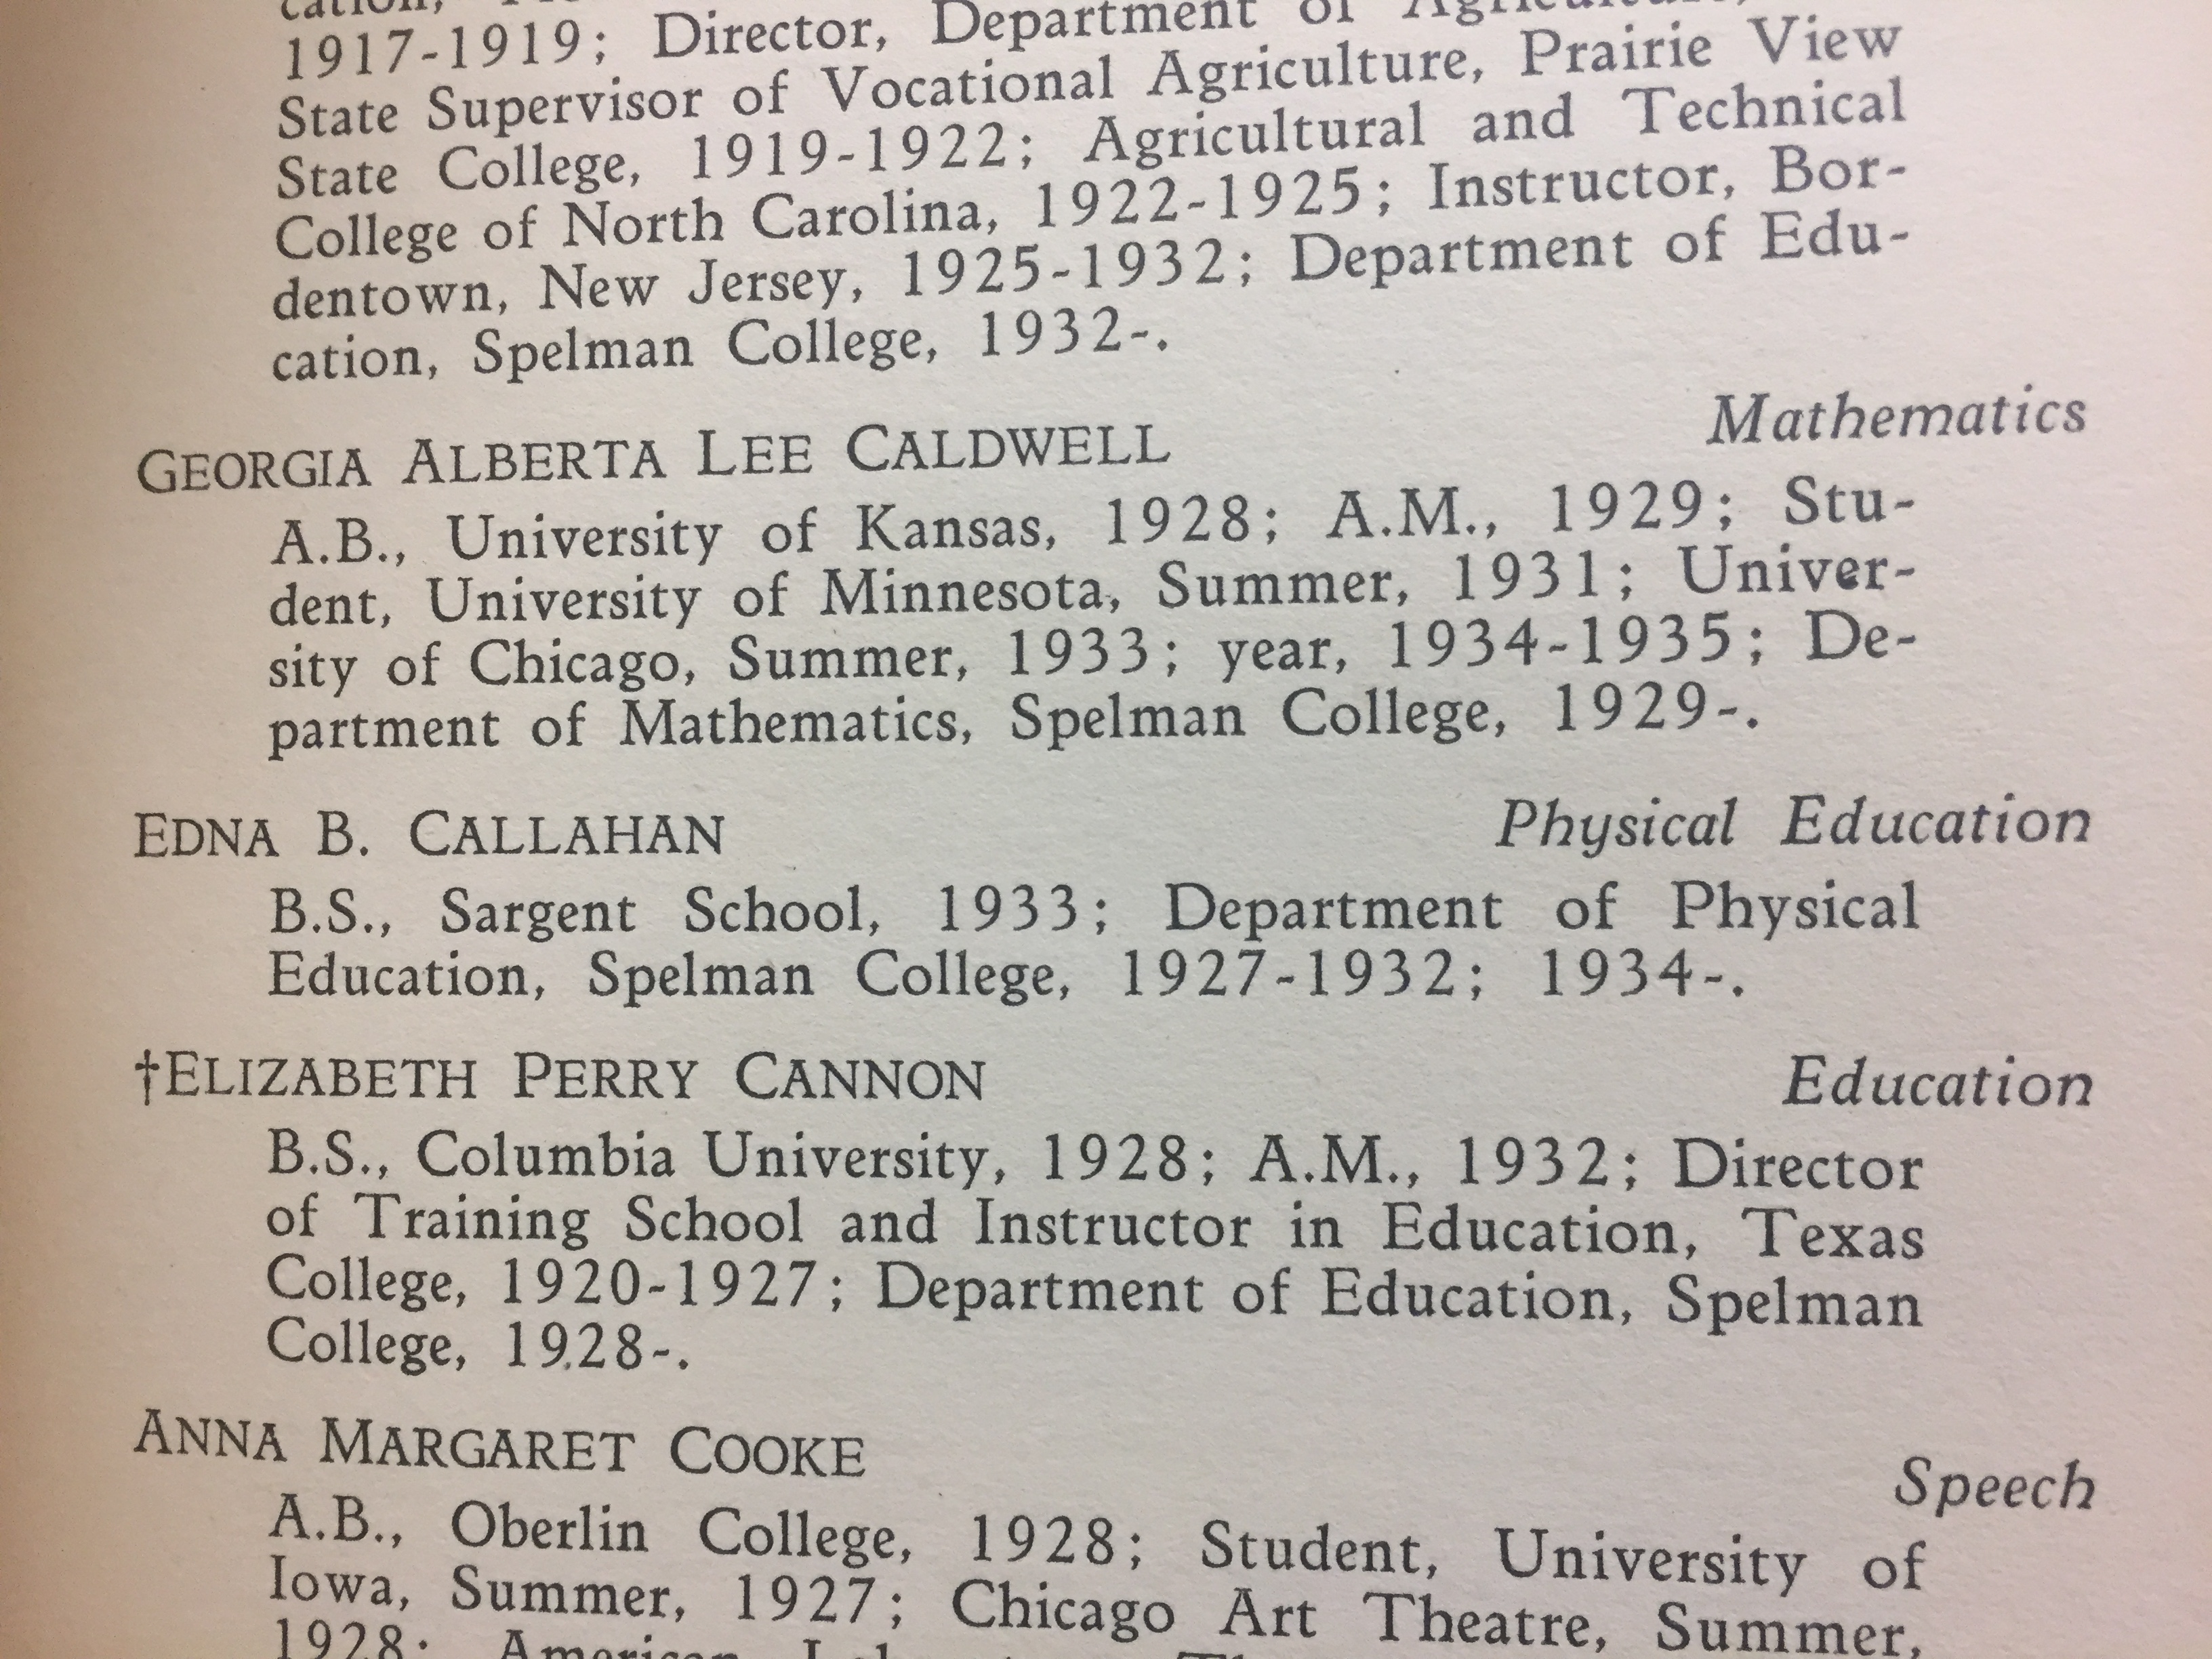 cation,
1917-1919; Director, Department of Agriculture,
State Supervisor of Vocational Agriculture, Prairie View
State College, 1919-1922; Agricultural and Technical
College of North Carolina, 1922-1925; Instructor, Bor-
dentown, New Jersey, 1925-1932; Department of Edu-
cation, Spelman College, 1932-.
GEORGIA ALBERTA LEE CALDWELL Mathematics
A.B., University of Kansas, 1928; A.M., 1929; Stu-
dent, University of Minnesota, Summer, 1931; Univer-
sity of Chicago, Summer, 1933; year, 1934-1935; De-
partment of Mathematics, Spelman College, 1929-.
EDNA B. CALLAHAN Physical Education
B.S., Sargent School, 1933; Department of Physical
Education, Spelman College, 1927-1932; 1934-.
†ELIZABETH PERRY CANNON Education
B.S., Columbia University, 1928; A.M., 1932; Director
of Training School and Instructor in Education, Texas
College, 1920-1927; Department of Education, Spelman
College, 1928-.
ANNA MARGARET COOKE Speech
A.B., Oberlin College, 1928; Student, University of
Iowa, Summer, 1927; Chicago Art Theatre, Summer,
1928; American